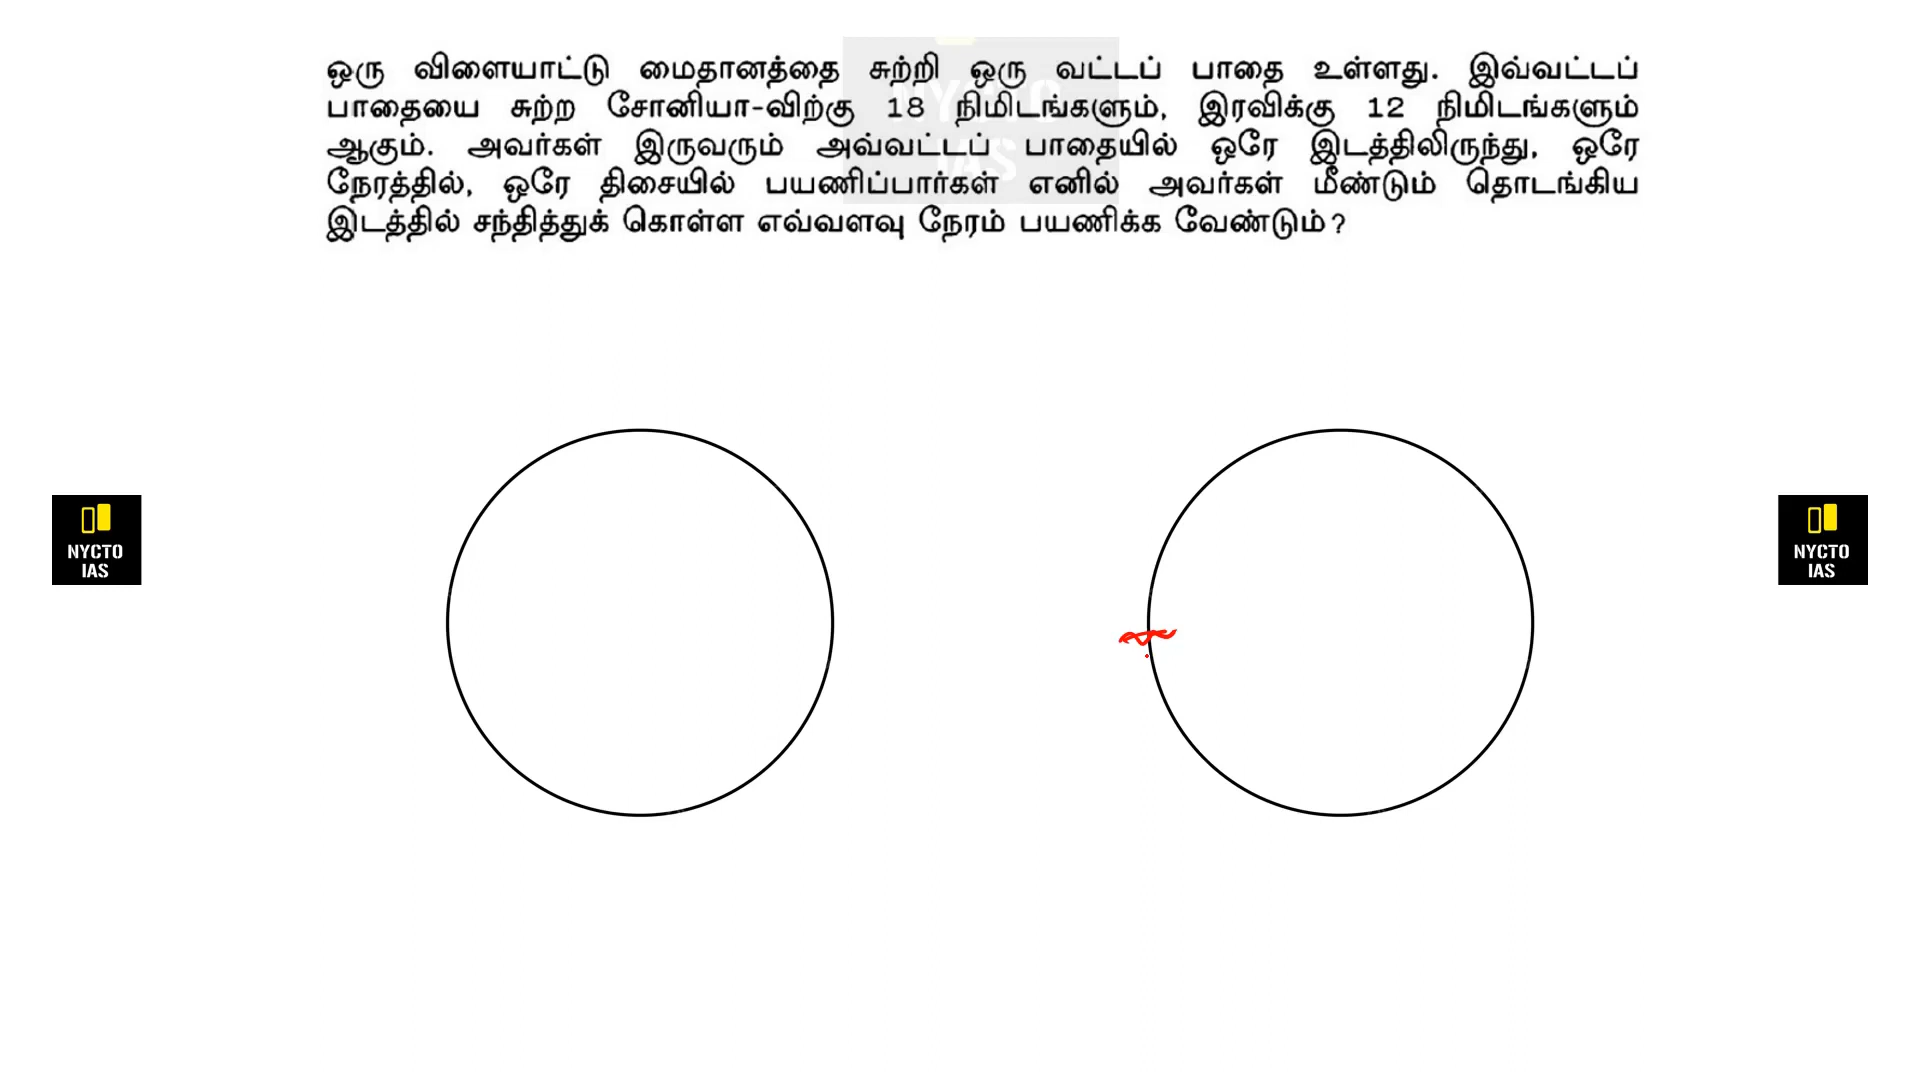 ஒரு விளையாட்டு மைதானத்தை சுற்றி ஒரு வட்டப் பாதை உள்ளது. இவ்வட்டப்
பாதையை சுற்ற சோனியா-விற்கு 18 நிமிடங்களும், இரவிக்கு 12 நிமிடங்களும்
ஆகும். அவர்கள் இருவரும் அவ்வட்டப் பாதையில் ஒரே இடத்திலிருந்து, ஒரே
நேரத்தில், ஒரே திசையில் பயணிப்பார்கள் எனில் அவர்கள் மீண்டும் தொடங்கிய
இடத்தில் சந்தித்துக் கொள்ள எவ்வளவு நேரம் பயணிக்க வேண்டும்?
NYCTO
IAS
NYCTO
IAS
NYCTO
IAS